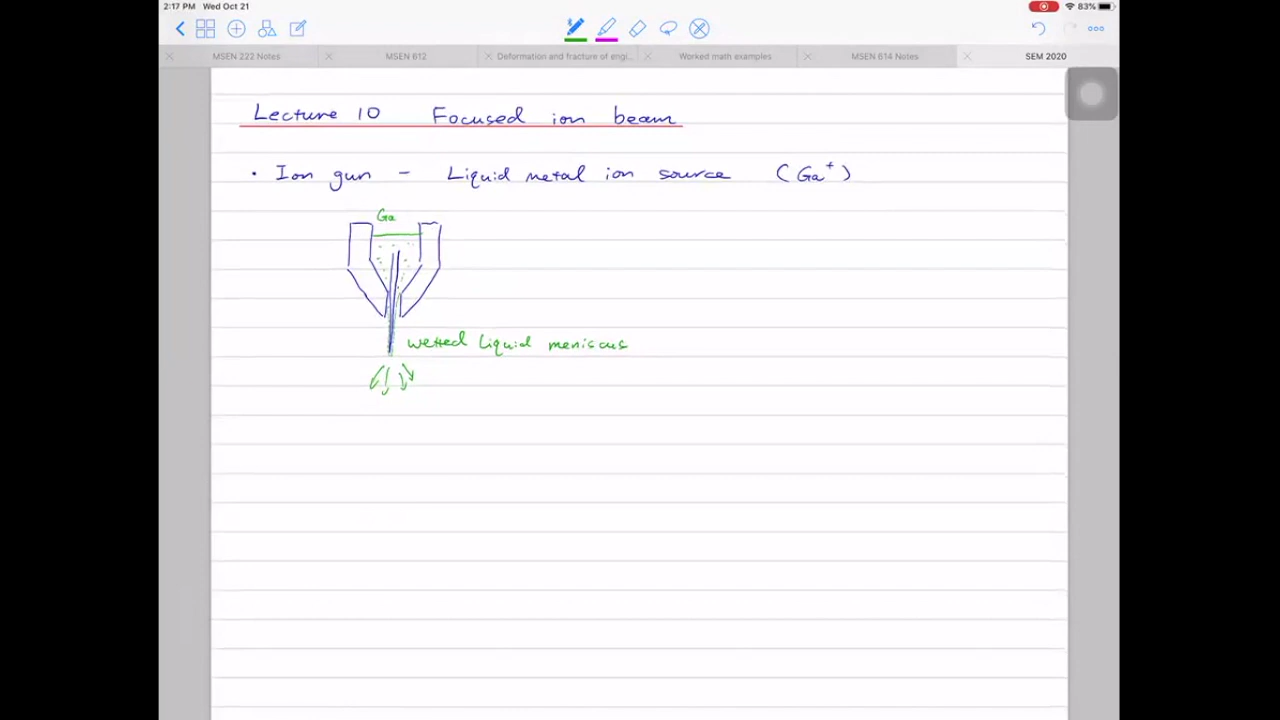 2:17 PM Wed Oct 21
83%
MSEN 222 Notes
MSEN 612
Deformation and fracture of engi...
Worked math examples
MSEN 614 Notes
SEM 2020
Lecture 10 Focused ion beam
• Ion gun - Liquid metal ion source (Ga+)
Ga
wetted liquid meniscus